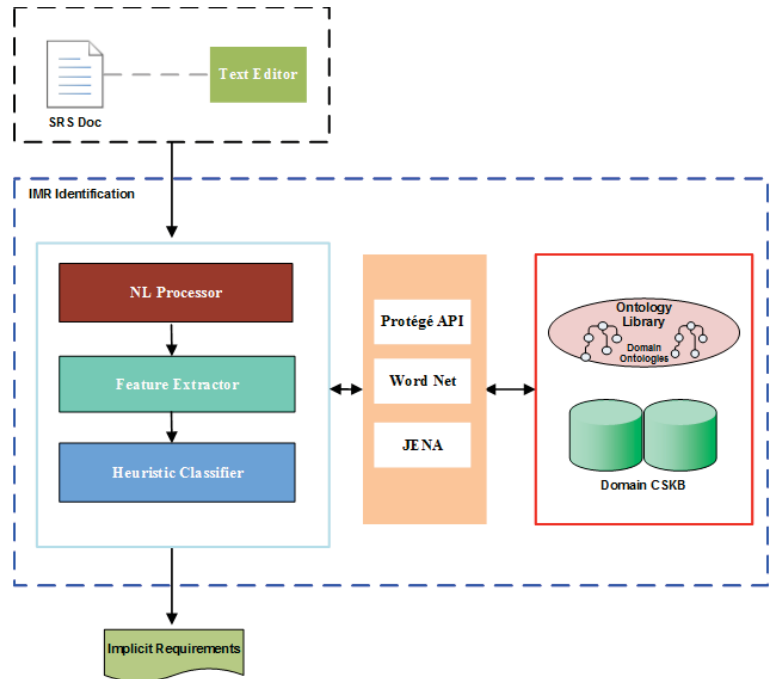 Text Editor
SRS Doc
IMR Identification
NL Processor
Feature Extractor
Heuristic Classifier
Protégé API
Word Net
JENA
Ontology
Library
Domain
Ontologies
Domain CSKB
Implicit Requirements